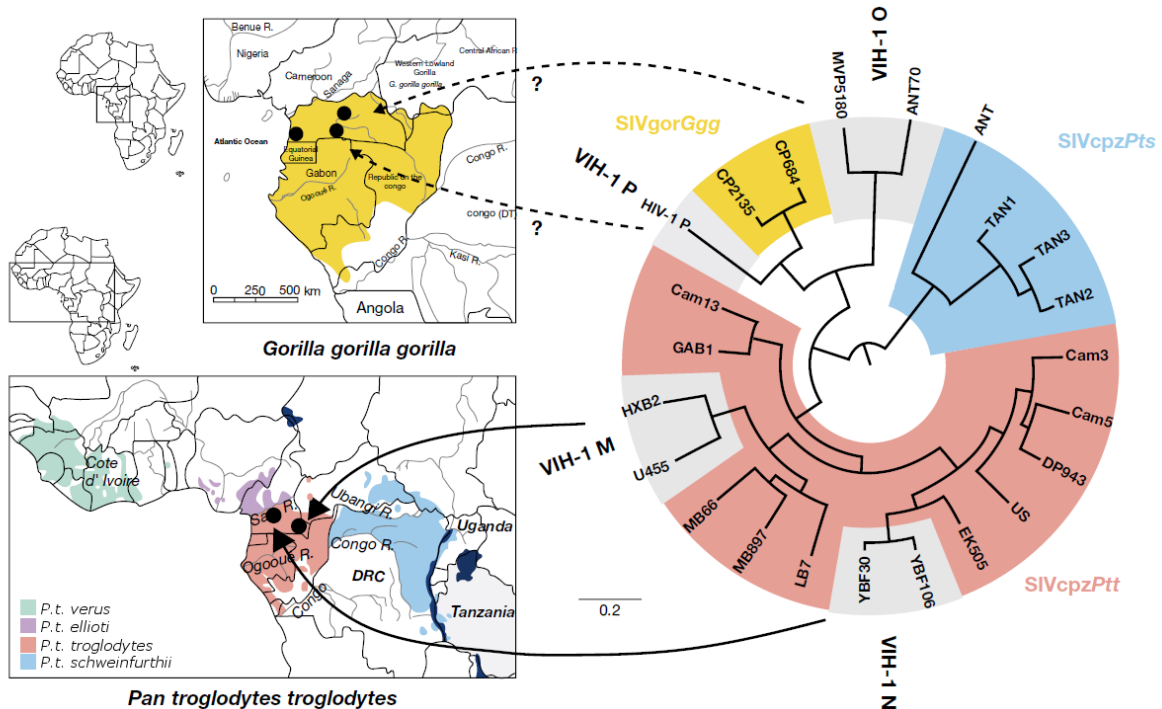 Benue R.
Nigeria
Cameroon
Sanaga
Central African R
Western Lowland
Gorilla
G. gorilla gorilla
Atlantic Ocean
Equatorial
Guinea
Gabon
Ogooué R.
Republic on the
congo
Congo R.
congo (DT)
Congo R.
Kasi R.
Angola
0 250 500 km
Gorilla gorilla gorilla
?
?
Cote
d' Ivoire
Ubangi R.
Uganda
Congo R.
Ogooue R.
DRC
Congo
Tanzania
P.t. verus
P.t. ellioti
P.t. troglodytes
P.t. schweinfurthii
Pan troglodytes troglodytes
VIH-1 O
MVP5180
ANT70
ANT
SIVgorGgg
SIVcpzPts
CP684
CP2135
VIH-1 P
HIV-1 P
TAN1
TAN3
TAN2
Cam13
GAB1
Cam3
Cam5
DP943
US
EK505
HXB2
U455
VIH-1 M
MB66
MB897
LB7
YBF30
YBF106
SIVcpzPtt
VIH-1 N
0.2